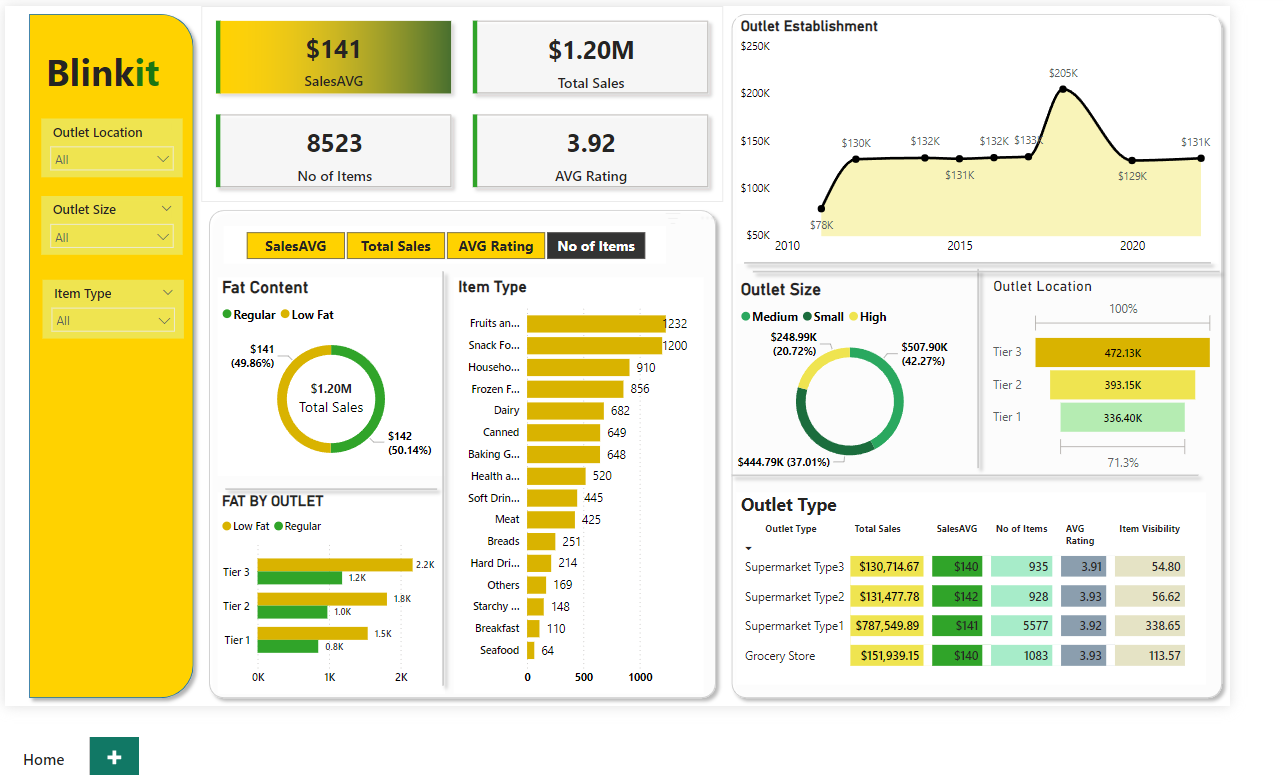 Blinkit
Outlet Location
All
Outlet Size
All
Item Type
All
$141
SalesAVG
$1.20M
Total Sales
8523
No of Items
3.92
AVG Rating
SalesAVG
Total Sales
AVG Rating
No of Items
Fat Content
Regular
Low Fat
$141
(49.86%)
$1.20M
Total Sales
$142
(50.14%)
FAT BY OUTLET
Low Fat
Regular
Tier 3
2.2K
1.2K
Tier 2
1.8K
1.0K
Tier 1
1.5K
0.8K
0K
1K
2K
Item Type
Fruits an...
1232
Snack Fo...
1200
Househo...
910
Frozen F...
856
Dairy
682
Canned
649
Baking G...
648
Health a...
520
Soft Drin...
445
Meat
425
Breads
251
Hard Dri...
214
Others
169
Starchy ...
148
Breakfast
110
Seafood
64
0
500
1000
Outlet Establishment
$250K
$200K
$150K
$100K
$50K
$78K
$130K
$132K
$131K
$132K
$133K
$205K
$129K
$131K
2010
2015
2020
Outlet Size
Medium
Small
High
$248.99K
(20.72%)
$507.90K
(42.27%)
$444.79K (37.01%)
Outlet Location
100%
Tier 3
472.13K
Tier 2
393.15K
Tier 1
336.40K
71.3%
Outlet Type
Outlet Type Total Sales SalesAVG No of Items AVG Rating Item Visibility
Supermarket Type3 $130,714.67 $140 935 3.91 54.80
Supermarket Type2 $131,477.78 $142 928 3.93 56.62
Supermarket Type1 $787,549.89 $141 5577 3.92 338.65
Grocery Store $151,939.15 $140 1083 3.93 113.57
Home
+